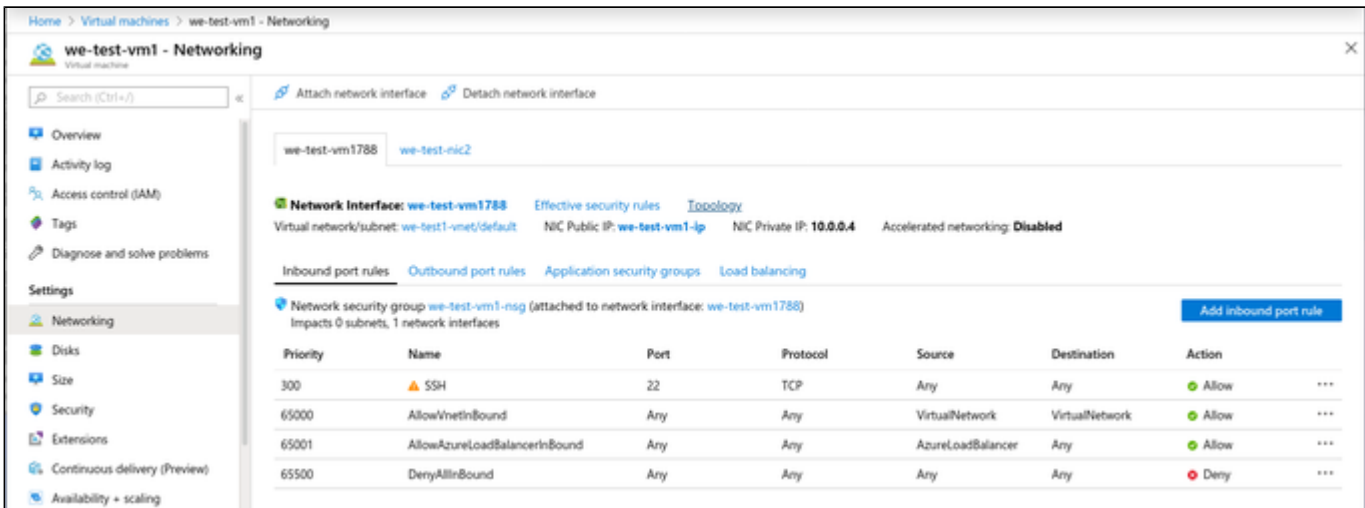 Home > Virtual machines > we-test-vm1 - Networking
we-test-vm1 - Networking
Virtual machine
Search (Ctrl+/)
«
Attach network interface Detach network interface
Overview
Activity log
Access control (IAM)
Tags
Diagnose and solve problems
Settings
Networking
Disks
Size
Security
Extensions
Continuous delivery (Preview)
Availability + scaling
we-test-vm1788 we-test-nic2
Network Interface: we-test-vm1788 Effective security rules Topology
Virtual network/subnet: we-test1-vnet/default NIC Public IP: we-test-vm1-ip NIC Private IP: 10.0.0.4 Accelerated networking: Disabled
Inbound port rules Outbound port rules Application security groups Load balancing
Network security group we-test-vm1-nsg (attached to network interface: we-test-vm1788)
Impacts 0 subnets, 1 network interfaces
Add inbound port rule
Priority Name Port Protocol Source Destination Action
300 SSH 22 TCP Any Any Allow ...
65000 AllowVnetInBound Any Any VirtualNetwork VirtualNetwork Allow ...
65001 AllowAzureLoadBalancerInBound Any Any AzureLoadBalancer Any Allow ...
65500 DenyAllInBound Any Any Any Any Deny ...